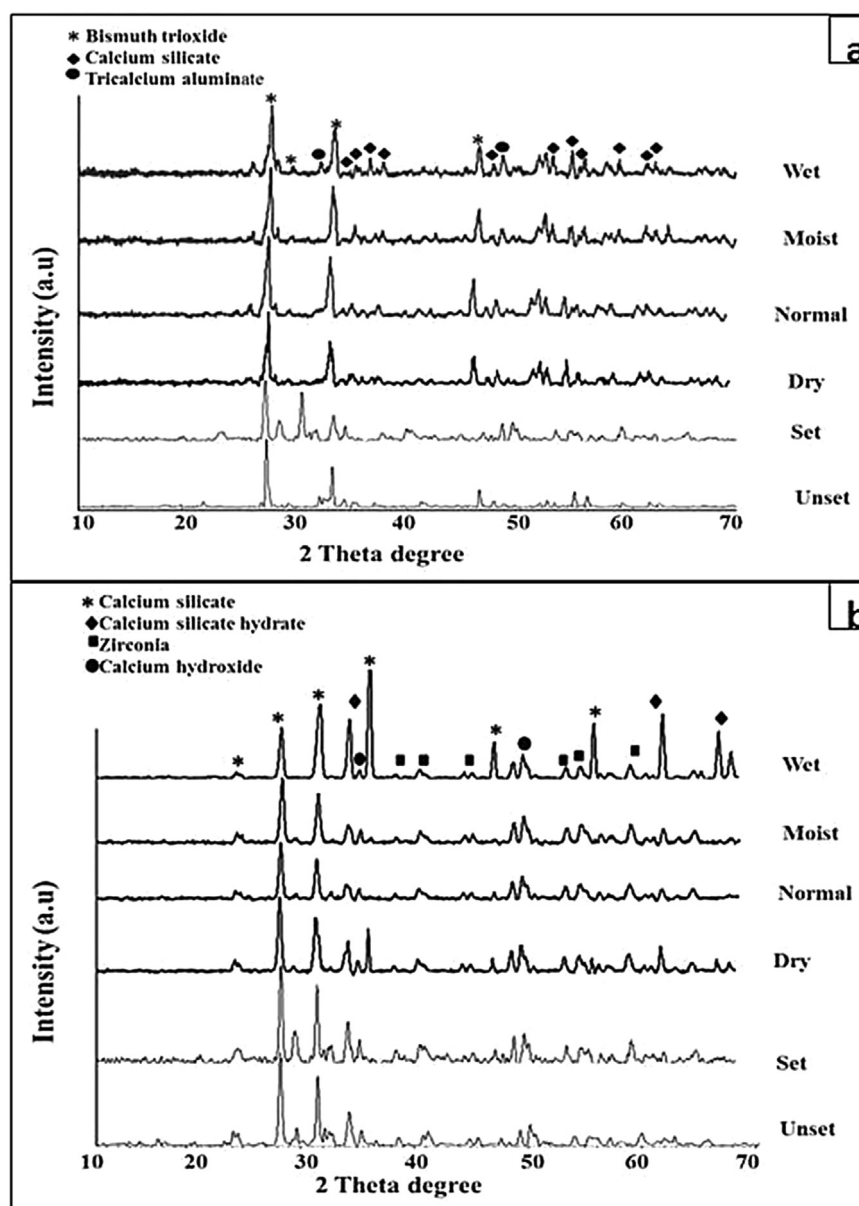 a
* Bismuth trioxide
◆ Calcium silicate
● Tricalcium aluminate
Wet
Moist
Normal
Dry
Set
Unset
Intensity (a.u)
10 20 30 40 50 60 70
2 Theta degree
b
* Calcium silicate
◆ Calcium silicate hydrate
■ Zirconia
● Calcium hydroxide
Wet
Moist
Normal
Dry
Set
Unset
Intensity (a.u)
10 20 30 40 50 60 70
2 Theta degree